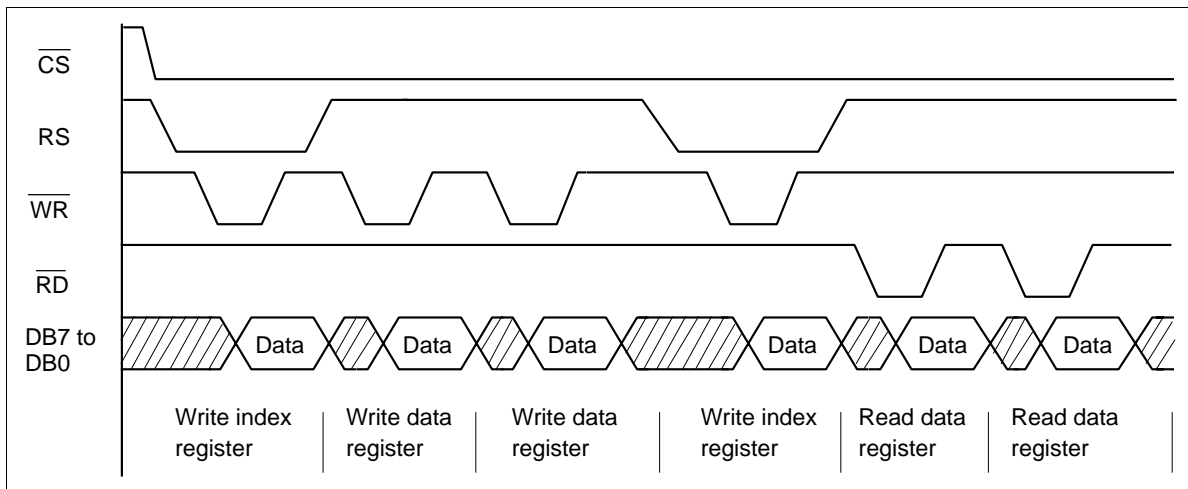 CS
RS
WR
RD
DB7 to
DB0
Data
Data
Data
Data
Data
Data
Write index
register
Write data
register
Write data
register
Write index
register
Read data
register
Read data
register